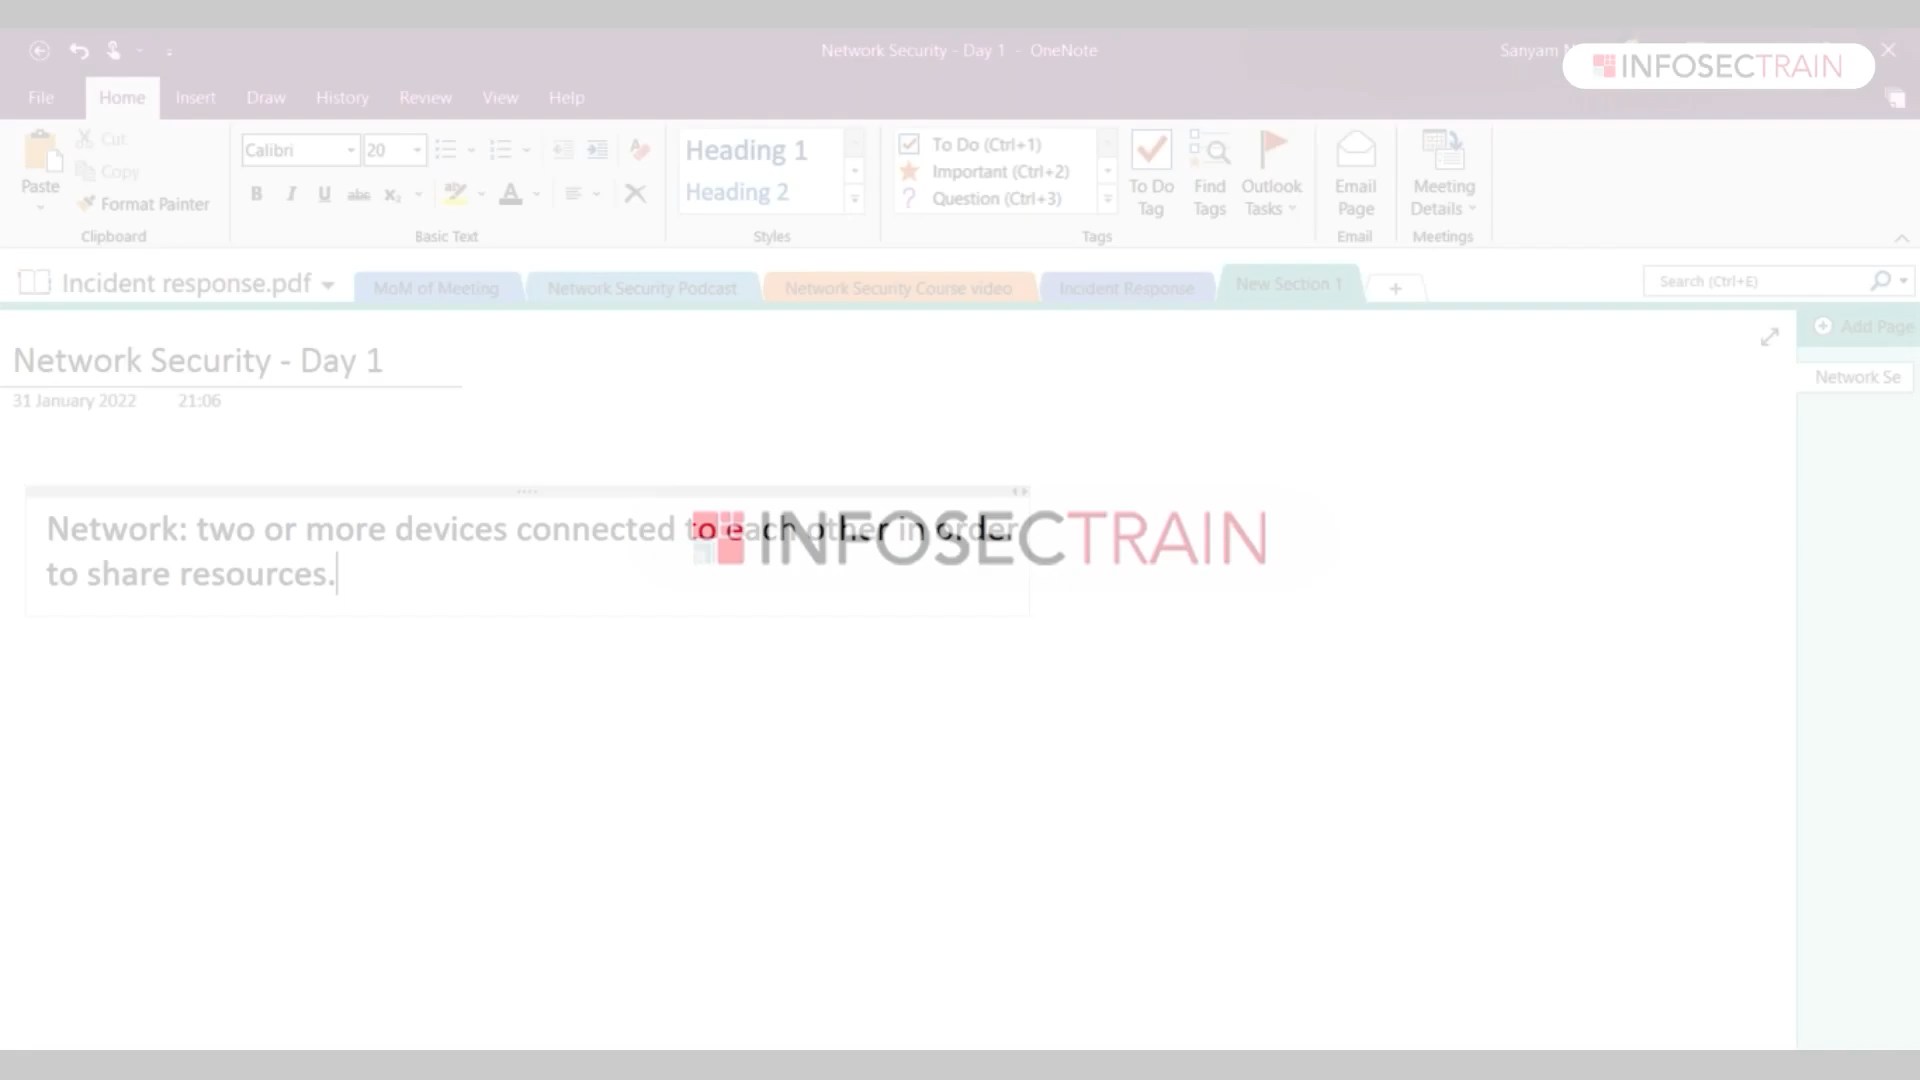 Network Security - Day 1 - OneNote
Sanyam
INFOSECTRAIN
File Home Insert Draw History Review View Help
Paste
Cut
Copy
Format Painter
Clipboard
Calibri 20
B I U abc X₂ A
Basic Text
Heading 1
Heading 2
Styles
To Do (Ctrl+1)
Important (Ctrl+2)
Question (Ctrl+3)
To Do Tag
Find Tags
Outlook Tasks
Tags
Email Page
Email
Meeting Details
Meetings
Incident response.pdf
MoM of Meeting
Network Security Podcast
Network Security Course video
Incident Response
New Section 1
+
Search (Ctrl+E)
Add Page
Network Se
Network Security - Day 1
31 January 2022 21:06
Network: two or more devices connected to each other in order
to share resources.
INFOSECTRAIN